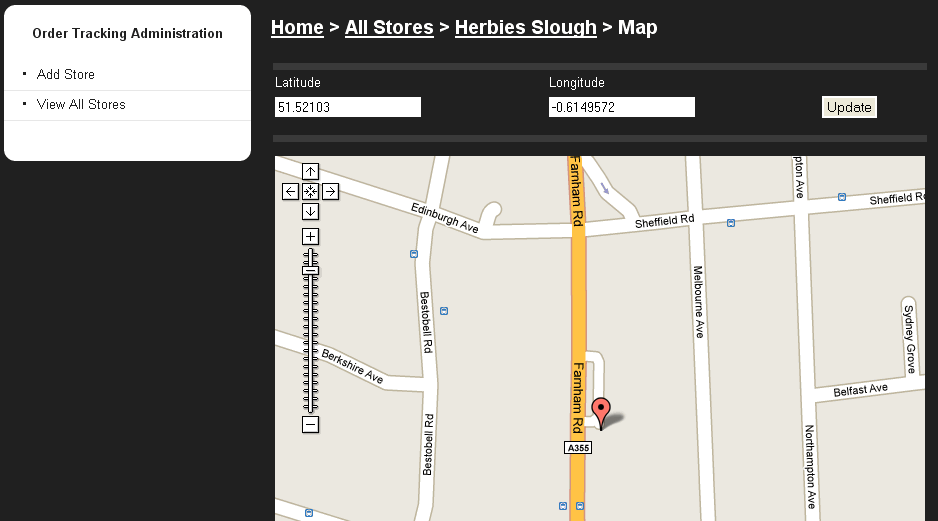 Order Tracking Administration
Add Store
View All Stores
Home > All Stores > Herbies Slough > Map
Latitude
Longitude
51.52103
-0.6149572
Update
Farnham Rd
pton Ave
Edinburgh Ave
Sheffield Rd
Sheffield Rd
Melbourne Ave
Bestobell Rd
Sydney Grove
Berkshire Ave
Farnham Rd
Belfast Ave
Bestobell Rd
Northampton Ave
A355